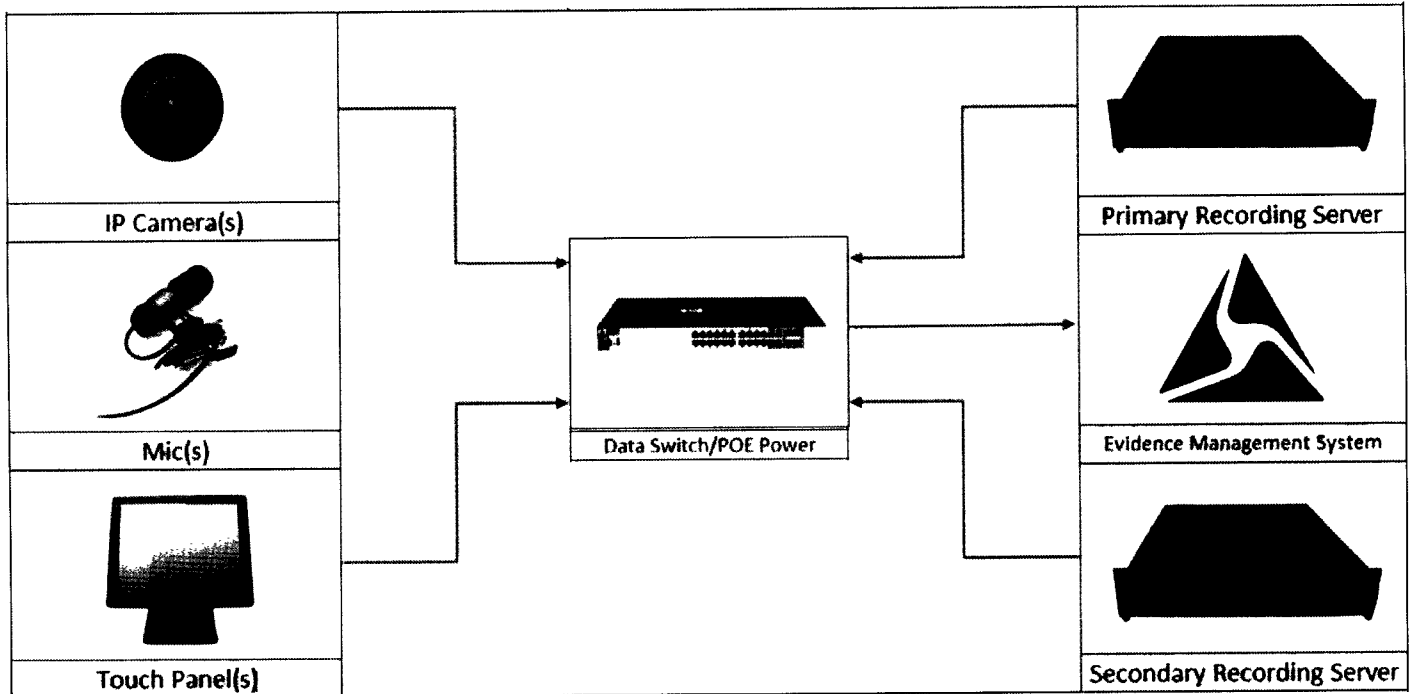 IP Camera(s)
Mic(s)
Touch Panel(s)
Data Switch/POE Power
Primary Recording Server
Evidence Management System
Secondary Recording Server